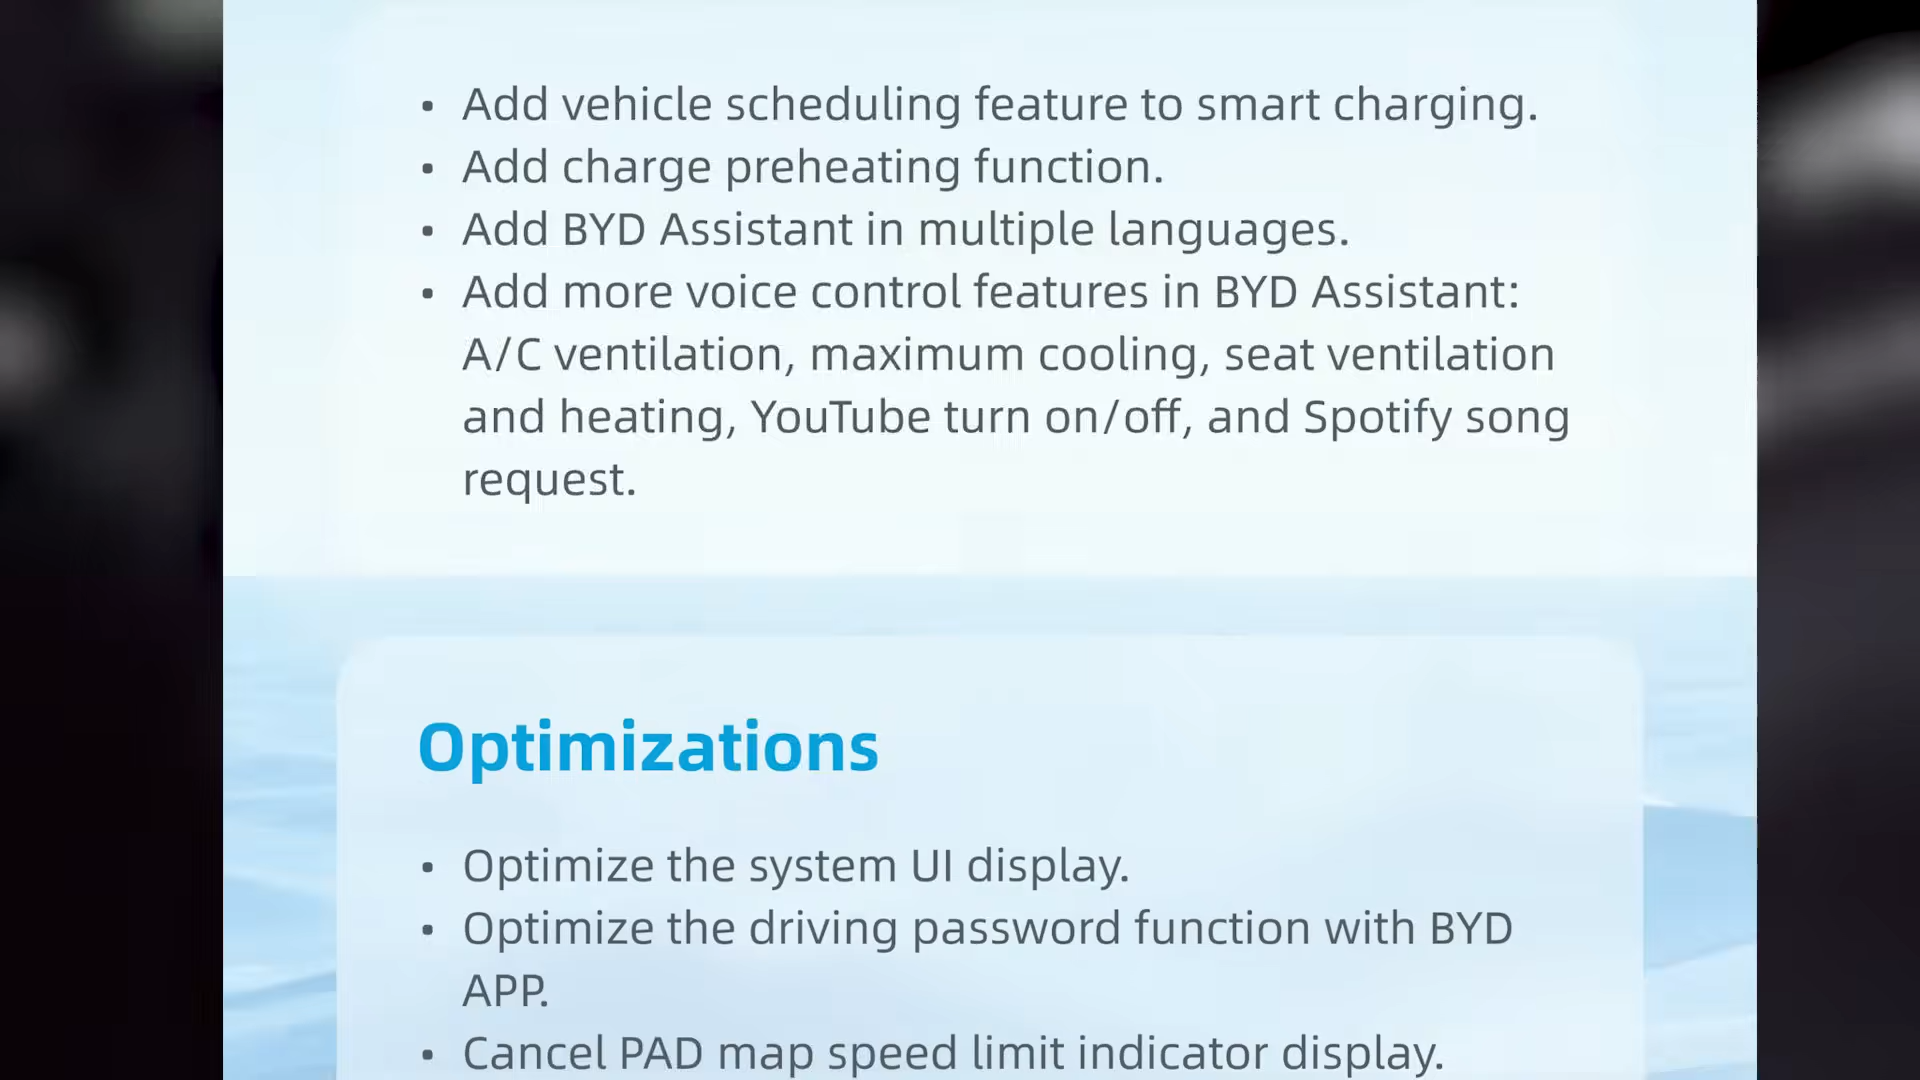 • Add vehicle scheduling feature to smart charging.
• Add charge preheating function.
• Add BYD Assistant in multiple languages.
• Add more voice control features in BYD Assistant:
A/C ventilation, maximum cooling, seat ventilation
and heating, YouTube turn on/off, and Spotify song
request.
Optimizations
• Optimize the system UI display.
• Optimize the driving password function with BYD
APP.
• Cancel PAD map speed limit indicator display.